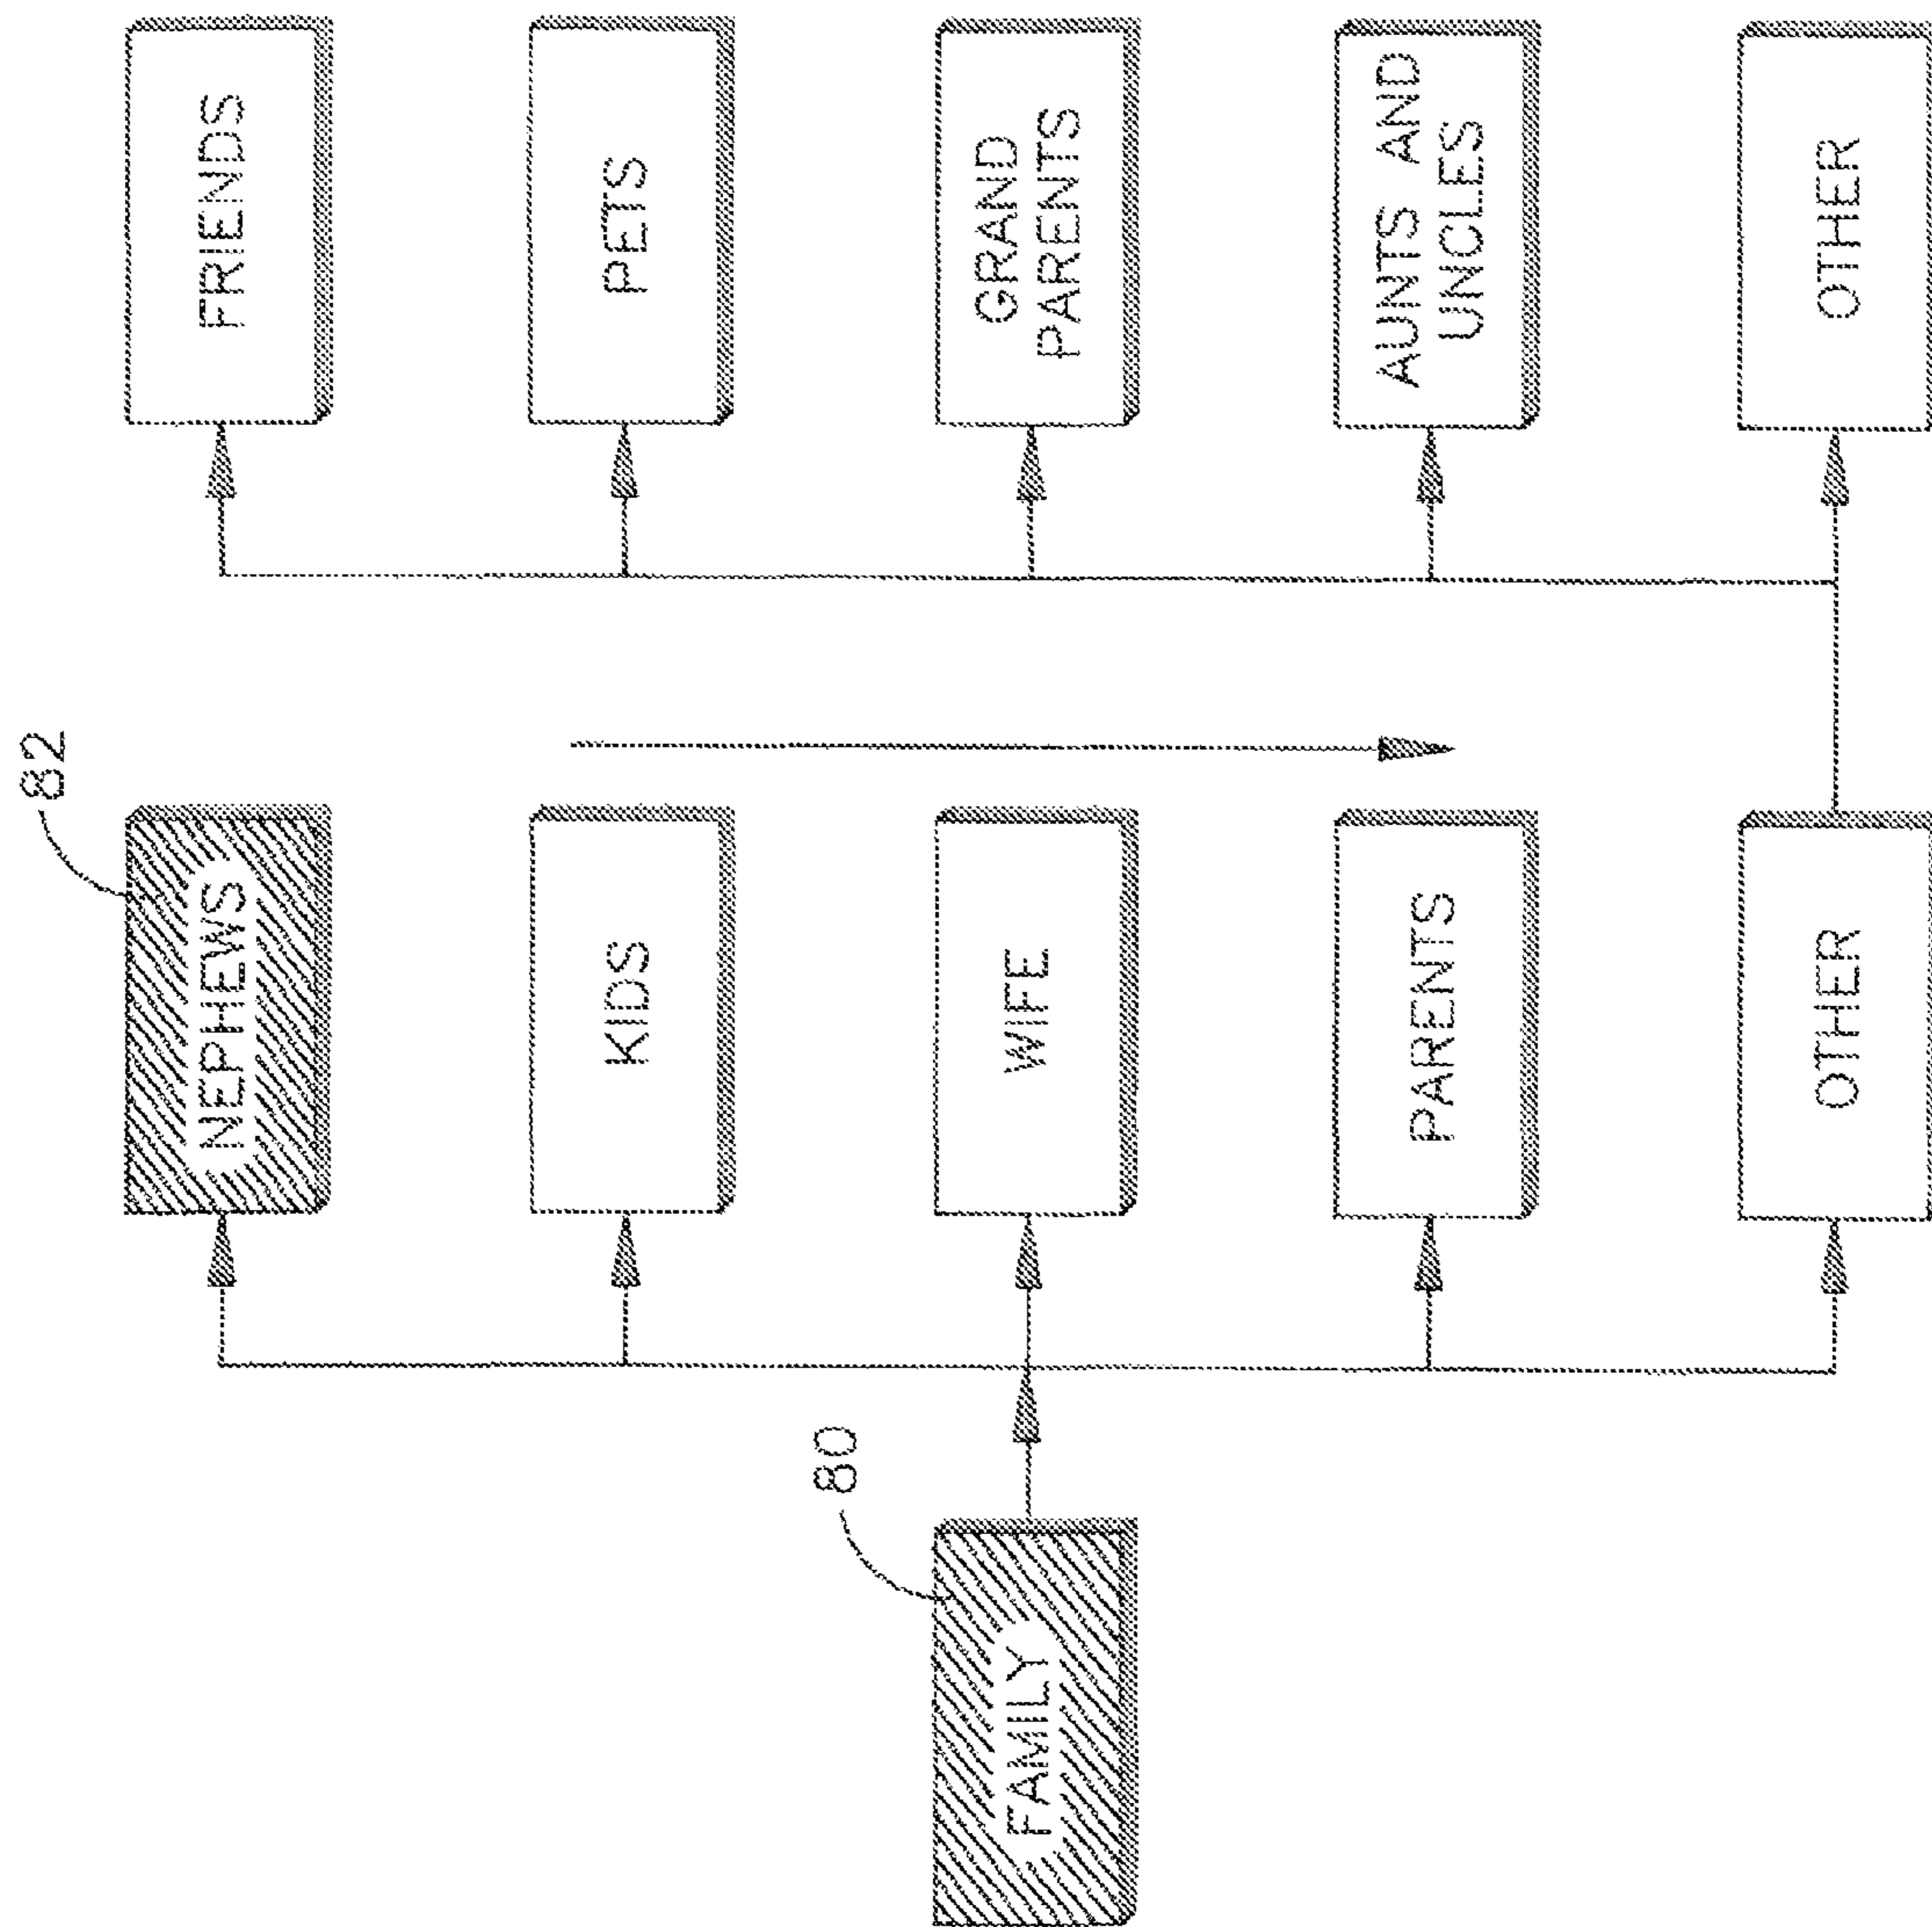 82
NEPHEWS
FRIENDS
KIDS
PETS
80
FAMILY
WIFE
GRAND
PARENTS
PARENTS
AUNTS AND
UNCLES
OTHER
OTHER